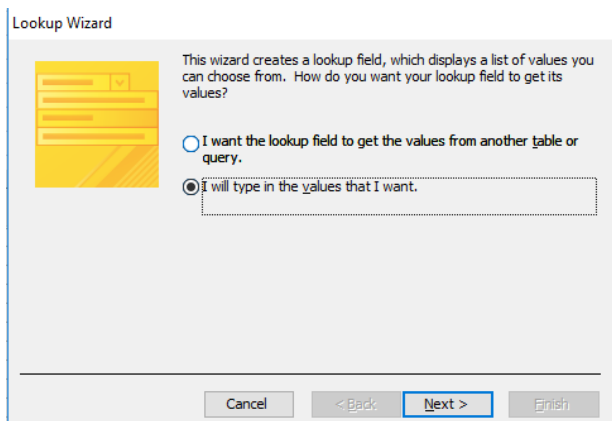 Lookup Wizard
This wizard creates a lookup field, which displays a list of values you
can choose from. How do you want your lookup field to get its
values?
I want the lookup field to get the values from another table or
query.
I will type in the values that I want.
Cancel
< Back
Next >
Finish